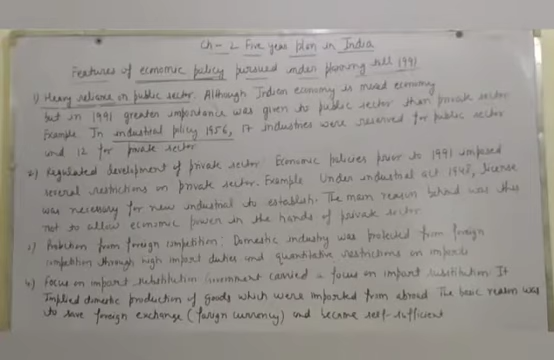 Ch- 2 Five year plan in India
Features of economic policy pursued under planning till 1991
1) Heavy reliance on public sector: Although Indian economy is mixed economy
but in 1991 greater importance was given to public sector than private sector
Example. In industrial policy 1956, 17 industries were reserved for public sector
and 12 for private sector
2) Regulated development of private sector: Economic policies prior to 1991 imposed
several restrictions on private sector. Example Under industrial act 1948, license
was necessary for new industrial to establish. The main reason behind was this
not to allow economic power in the hands of private sector
3) Protection from foreign competition: Domestic industry was protected from foreign
competition through high import duties and quantitative restrictions on imports
4) Focus on import substitution Government carried a focus on import substitution. It
Implied domestic production of goods which were imported from abroad The basic reason was
to save foreign exchange (foreign currency) and became self-sufficient